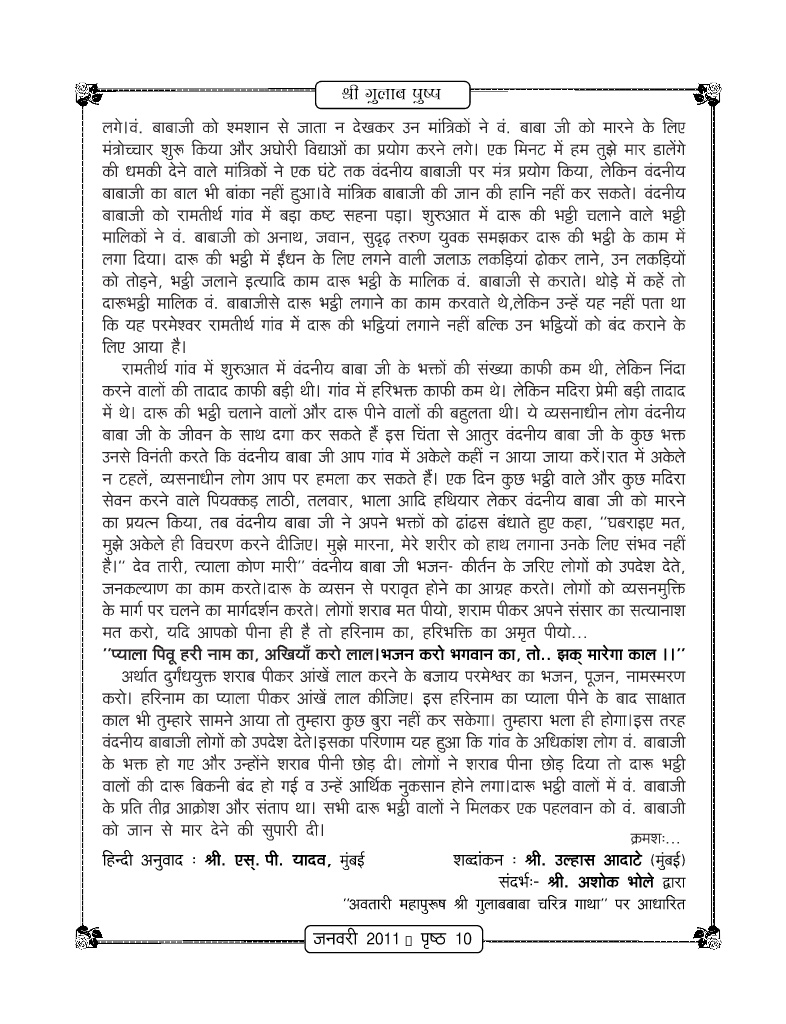 श्री गुलाब पुष्प
लगे।वं. बाबाजी को श्मशान से जाता न देखकर उन मांत्रिकों ने वं. बाबा जी को मारने के लिए
मंत्रोच्चार शुरू किया और अघोरी विद्याओं का प्रयोग करने लगे। एक मिनट में हम तुझे मार डालेंगे
की धमकी देने वाले मांत्रिकों ने एक घंटे तक वंदनीय बाबाजी पर मंत्र प्रयोग किया, लेकिन वंदनीय
बाबाजी का बाल भी बांका नहीं हुआ।वे मांत्रिक बाबाजी की जान की हानि नहीं कर सकते। वंदनीय
बाबाजी को रामतीर्थ गांव में बड़ा कष्ट सहना पड़ा। शुरुआत में दारू की भट्टी चलाने वाले भट्टी
मालिकों ने वं. बाबाजी को अनाथ, जवान, सुदृढ़ तरुण युवक समझकर दारू की भट्ठी के काम में
लगा दिया। दारू की भट्ठी में ईंधन के लिए लगने वाली जलाऊ लकड़ियां ढोकर लाने, उन लकड़ियों
को तोड़ने, भट्ठी जलाने इत्यादि काम दारू भट्ठी के मालिक वं. बाबाजी से कराते। थोड़े में कहें तो
दारूभट्ठी मालिक वं. बाबाजीसे दारू भट्ठी लगाने का काम करवाते थे,लेकिन उन्हें यह नहीं पता था
कि यह परमेश्वर रामतीर्थ गांव में दारू की भट्ठियां लगाने नहीं बल्कि उन भट्ठियों को बंद कराने के
लिए आया है।
रामतीर्थ गांव में शुरुआत में वंदनीय बाबा जी के भक्तों की संख्या काफी कम थी, लेकिन निंदा
करने वालों की तादाद काफी बड़ी थी। गांव में हरिभक्त काफी कम थे। लेकिन मदिरा प्रेमी बड़ी तादाद
में थे। दारू की भट्ठी चलाने वालों और दारू पीने वालों की बहुलता थी। ये व्यसनाधीन लोग वंदनीय
बाबा जी के जीवन के साथ दगा कर सकते हैं इस चिंता से आतुर वंदनीय बाबा जी के कुछ भक्त
उनसे विनंती करते कि वंदनीय बाबा जी आप गांव में अकेले कहीं न आया जाया करें।रात में अकेले
न टहलें, व्यसनाधीन लोग आप पर हमला कर सकते हैं। एक दिन कुछ भट्ठी वाले और कुछ मदिरा
सेवन करने वाले पियक्कड़ लाठी, तलवार, भाला आदि हथियार लेकर वंदनीय बाबा जी को मारने
का प्रयत्न किया, तब वंदनीय बाबा जी ने अपने भक्तों को ढांढस बंधाते हुए कहा, ''घबराइए मत,
मुझे अकेले ही विचरण करने दीजिए। मुझे मारना, मेरे शरीर को हाथ लगाना उनके लिए संभव नहीं
है।'' देव तारी, त्याला कोण मारी'' वंदनीय बाबा जी भजन- कीर्तन के जरिए लोगों को उपदेश देते,
जनकल्याण का काम करते।दारू के व्यसन से परावृत होने का आग्रह करते। लोगों को व्यसनमुक्ति
के मार्ग पर चलने का मार्गदर्शन करते। लोगों शराब मत पीयो, शराम पीकर अपने संसार का सत्यानाश
मत करो, यदि आपको पीना ही है तो हरिनाम का, हरिभक्ति का अमृत पीयो...
''प्याला पिवू हरी नाम का, अखियाँ करो लाल।भजन करो भगवान का, तो.. झक् मारेगा काल ।।''
अर्थात दुर्गंधयुक्त शराब पीकर आंखें लाल करने के बजाय परमेश्वर का भजन, पूजन, नामस्मरण
करो। हरिनाम का प्याला पीकर आंखें लाल कीजिए। इस हरिनाम का प्याला पीने के बाद साक्षात
काल भी तुम्हारे सामने आया तो तुम्हारा कुछ बुरा नहीं कर सकेगा। तुम्हारा भला ही होगा।इस तरह
वंदनीय बाबाजी लोगों को उपदेश देते।इसका परिणाम यह हुआ कि गांव के अधिकांश लोग वं. बाबाजी
के भक्त हो गए और उन्होंने शराब पीनी छोड़ दी। लोगों ने शराब पीना छोड़ दिया तो दारू भट्ठी
वालों की दारू बिकनी बंद हो गई व उन्हें आर्थिक नुकसान होने लगा।दारू भट्ठी वालों में वं. बाबाजी
के प्रति तीव्र आक्रोश और संताप था। सभी दारू भट्ठी वालों ने मिलकर एक पहलवान को वं. बाबाजी
को जान से मार देने की सुपारी दी।
क्रमशः...
हिन्दी अनुवाद : श्री. एस्. पी. यादव, मुंबई शब्दांकन : श्री. उल्हास आदाटे (मुंबई)
संदर्भः- श्री. अशोक भोले द्वारा
''अवतारी महापुरूष श्री गुलाबबाबा चरित्र गाथा'' पर आधारित
जनवरी 2011 पृष्ठ 10